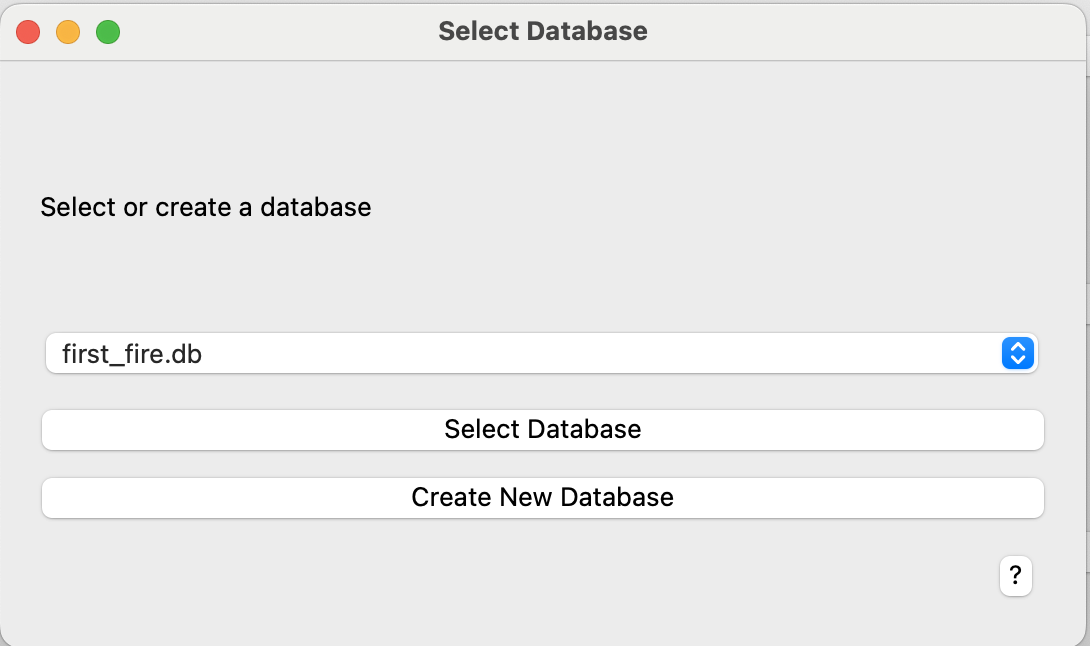 Select Database
Select or create a database
first_fire.db
Select Database
Create New Database
?